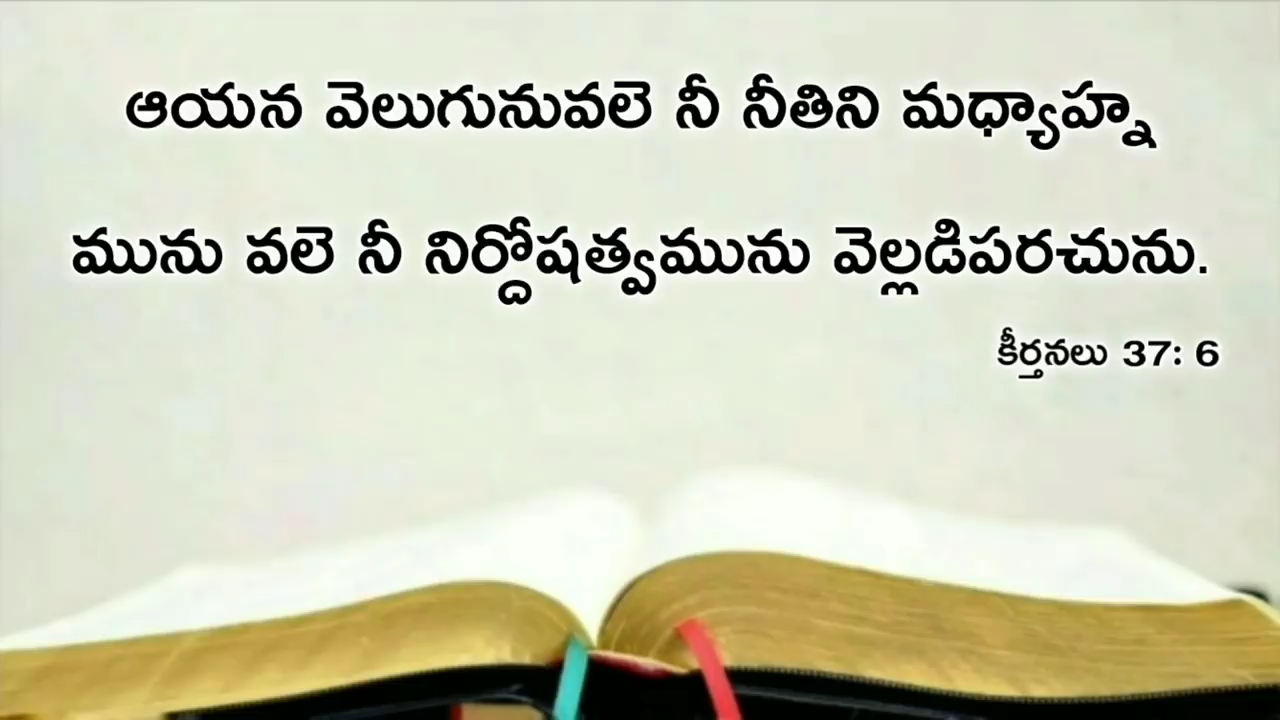 ఆయన వెలుగునువలె నీ నీతిని మధ్యాహ్న
మును వలె నీ నిర్దోషత్వమును వెల్లడిపరచును.
కీర్తనలు 37: 6